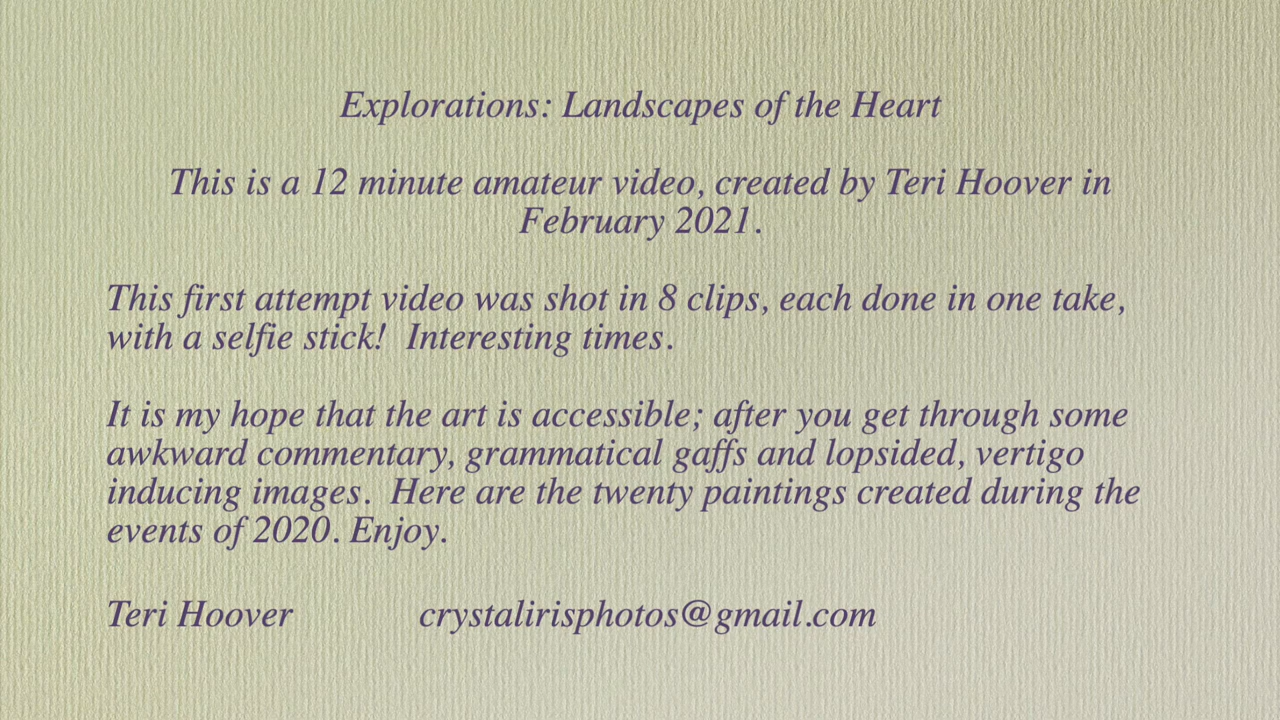 Explorations: Landscapes of the Heart
This is a 12 minute amateur video, created by Teri Hoover in
February 2021.
This first attempt video was shot in 8 clips, each done in one take,
with a selfie stick!  Interesting times.
It is my hope that the art is accessible; after you get through some
awkward commentary, grammatical gaffs and lopsided, vertigo
inducing images.  Here are the twenty paintings created during the
events of 2020. Enjoy.
Teri Hoover crystalirisphotos@gmail.com